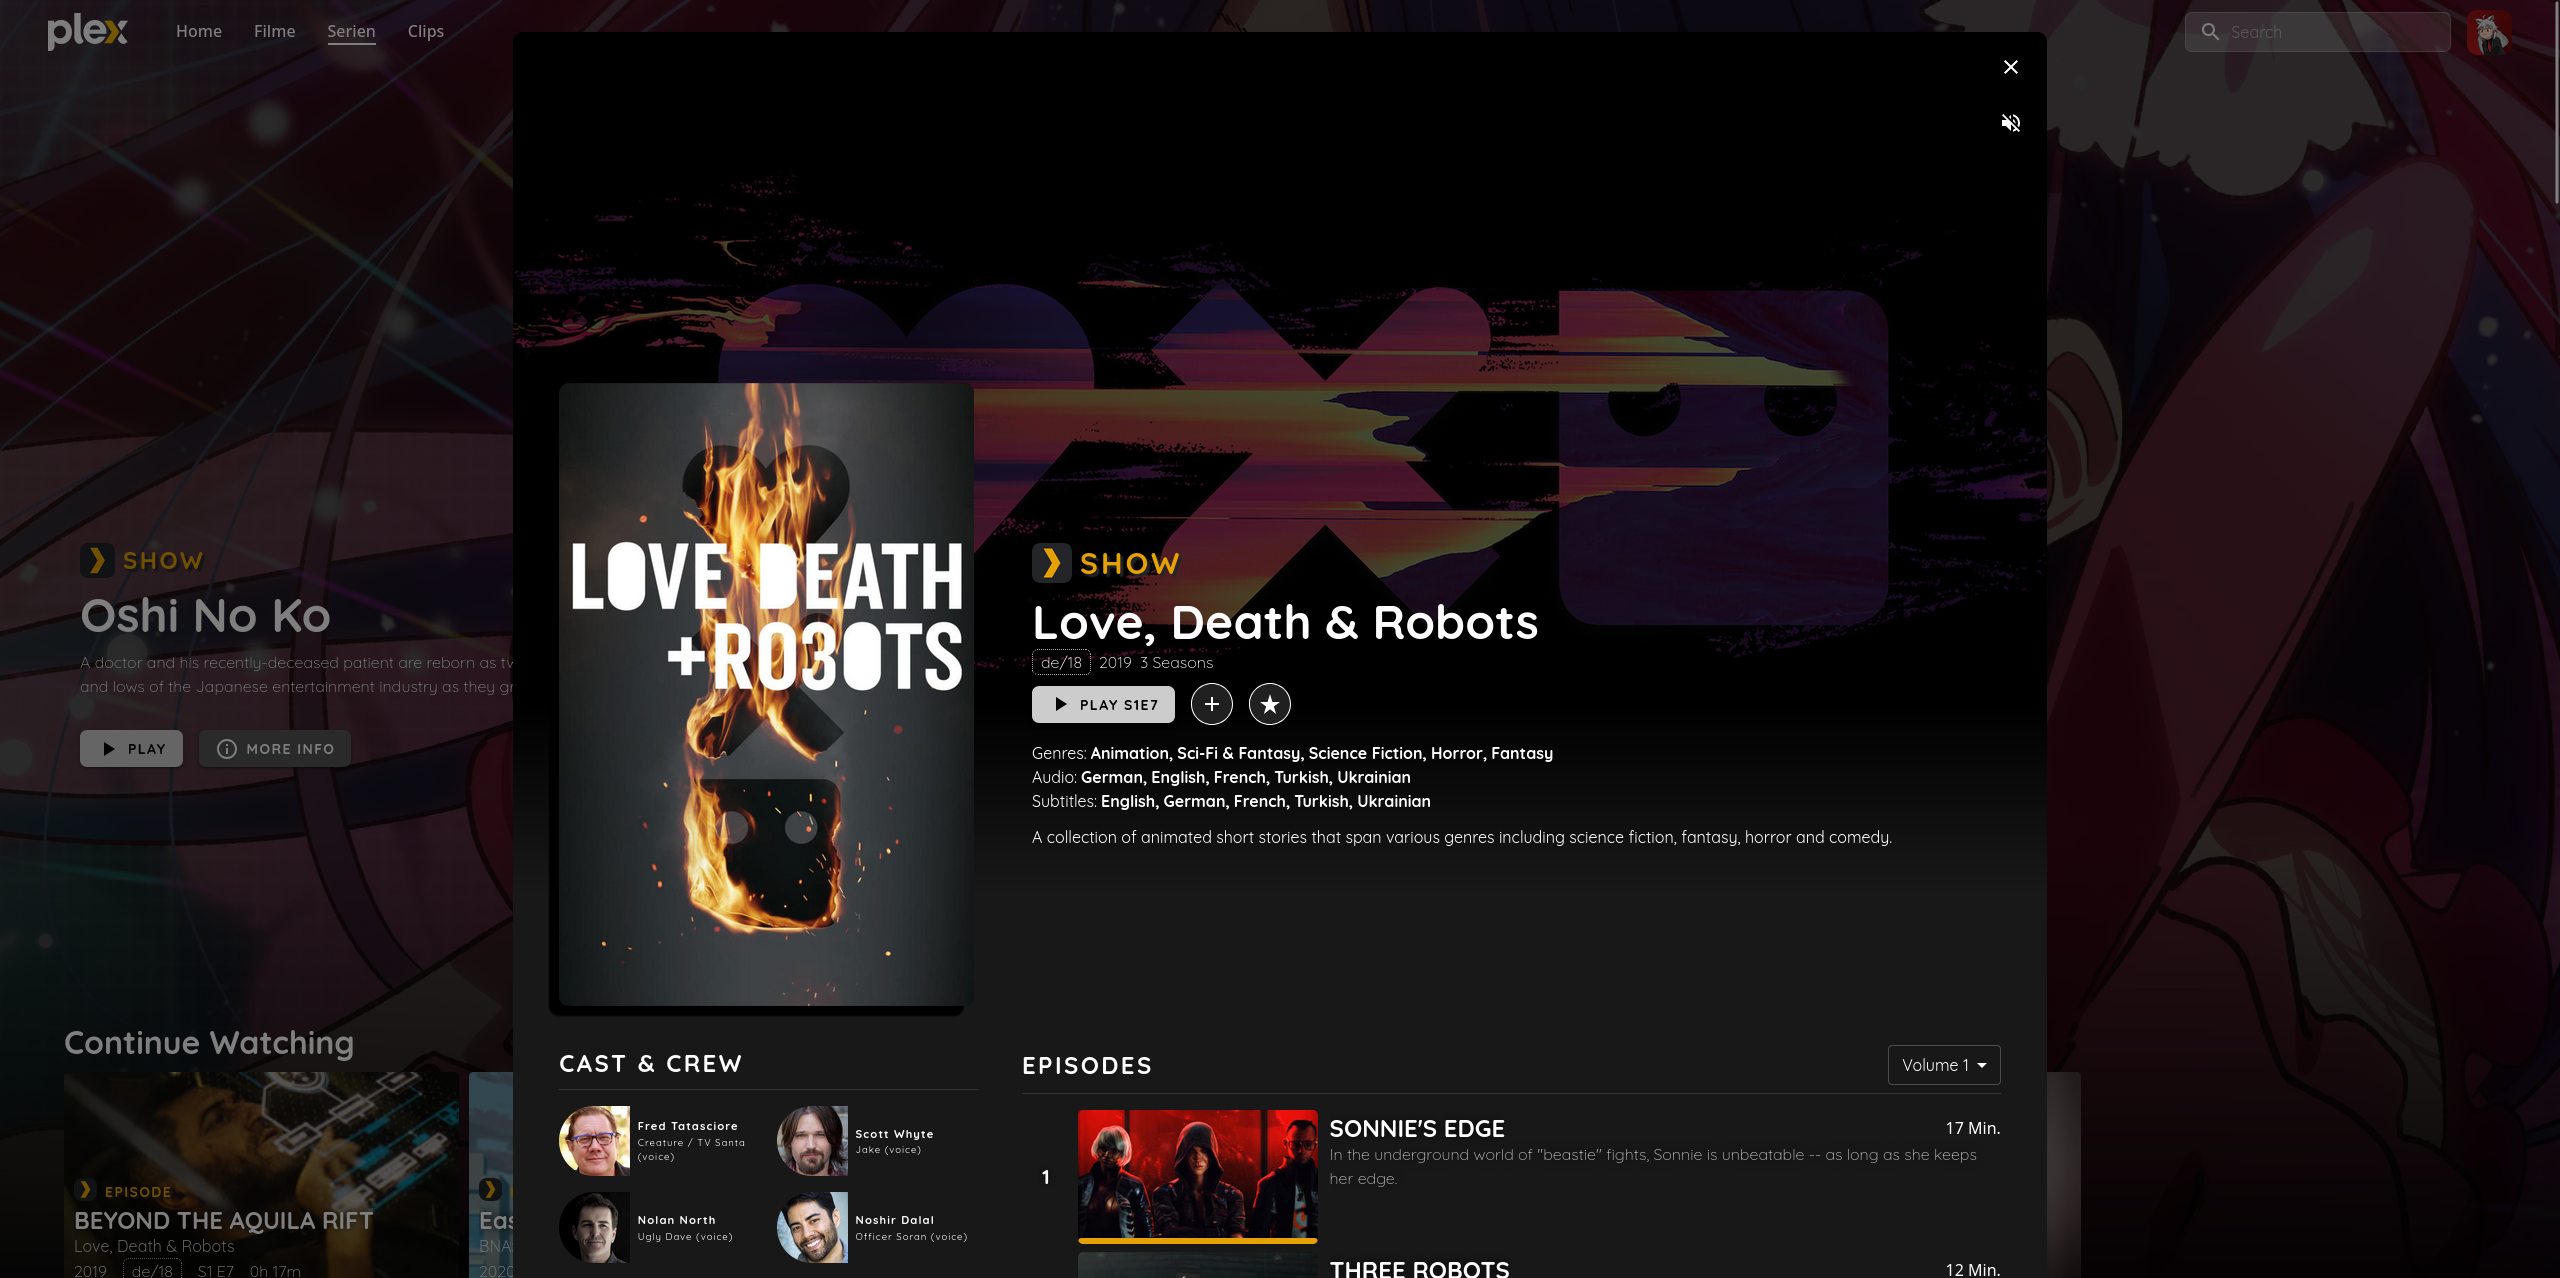 plex
Home
Filme
Serien
Clips
Search
SHOW
Oshi No Ko
A doctor and his recently-deceased patient are reborn as tw
and lows of the Japanese entertainment industry as they gr
PLAY
MORE INFO
Continue Watching
EPISODE
BEYOND THE AQUILA RIFT
Love, Death & Robots
2019 de/18 S1 E7 0h 17m
Eas
BNA
2020
LOVE DEATH
+RO3OTS
SHOW
Love, Death & Robots
de/18 2019 3 Seasons
PLAY S1E7
Genres: Animation, Sci-Fi & Fantasy, Science Fiction, Horror, Fantasy
Audio: German, English, French, Turkish, Ukrainian
Subtitles: English, German, French, Turkish, Ukrainian
A collection of animated short stories that span various genres including science fiction, fantasy, horror and comedy.
CAST & CREW
Fred Tatasciore
Creature / TV Santa
(voice)
Scott Whyte
Jake (voice)
Nolan North
Ugly Dave (voice)
Noshir Dalal
Officer Soran (voice)
EPISODES
Volume 1
1
SONNIE'S EDGE
17 Min.
In the underground world of "beastie" fights, Sonnie is unbeatable -- as long as she keeps
her edge.
THREE ROBOTS
12 Min.